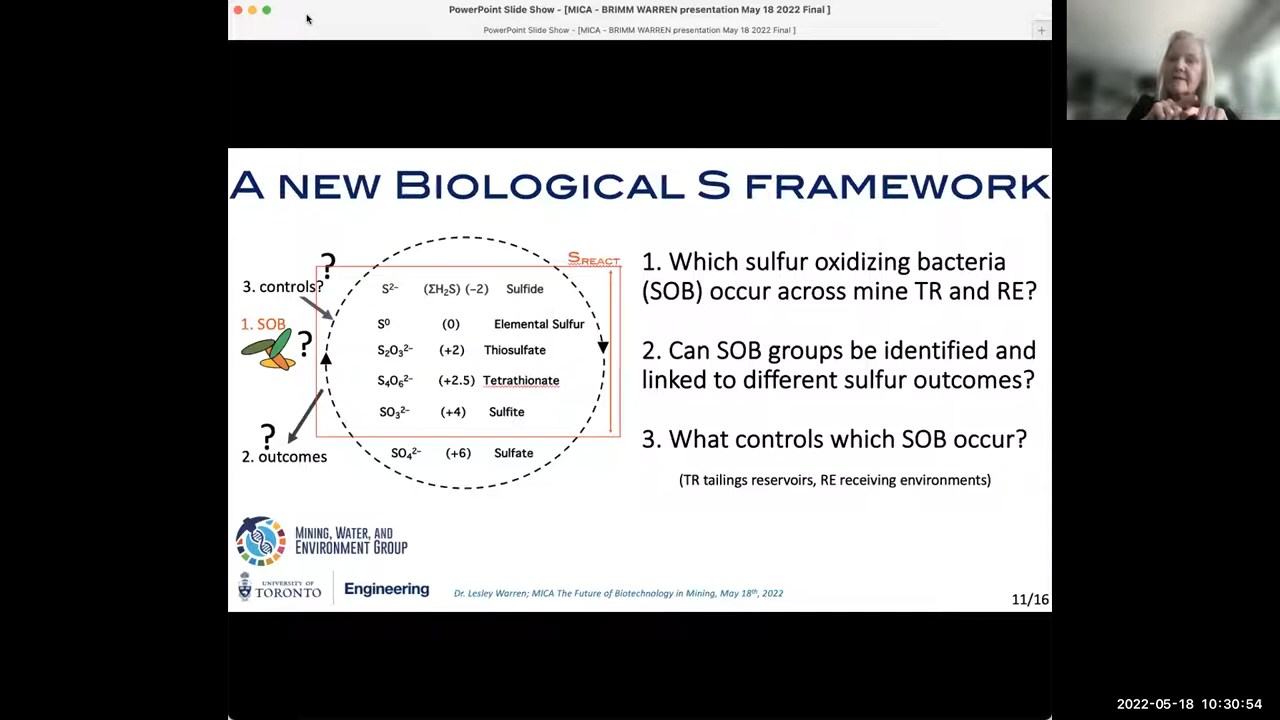 PowerPoint Slide Show - [MICA - BRIMM WARREN presentation May 18 2022 Final ]
PowerPoint Slide Show - [MICA - BRIMM WARREN presentation May 18 2022 Final ]
A NEW BIOLOGICAL S FRAMEWORK
?
3. controls?
1. SOB
?
?
2. outcomes
SREACT
S²⁻ (ΣH₂S) (−2) Sulfide
S⁰ (0) Elemental Sulfur
S₂O₃²⁻ (+2) Thiosulfate
S₄O₆²⁻ (+2.5) Tetrathionate
SO₃²⁻ (+4) Sulfite
SO₄²⁻ (+6) Sulfate
1. Which sulfur oxidizing bacteria
(SOB) occur across mine TR and RE?
2. Can SOB groups be identified and
linked to different sulfur outcomes?
3. What controls which SOB occur?
(TR tailings reservoirs, RE receiving environments)
MINING, WATER, AND
ENVIRONMENT GROUP
UNIVERSITY OF
TORONTO
Engineering
Dr. Lesley Warren; MICA The Future of Biotechnology in Mining, May 18th, 2022
11/16
2022-05-18 10:30:54